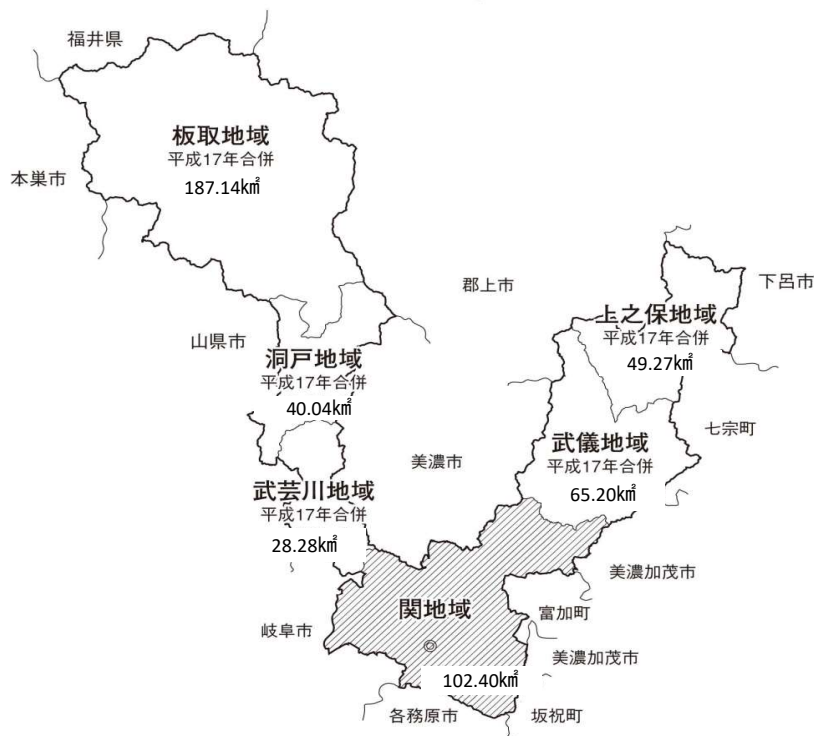 福井県
板取地域
平成17年合併
187.14㎢
本巣市
郡上市
下呂市
上之保地域
平成17年合併
49.27㎢
山県市
洞戸地域
平成17年合併
40.04㎢
七宗町
武儀地域
平成17年合併
65.20㎢
美濃市
武芸川地域
平成17年合併
28.28㎢
美濃加茂市
関地域
富加町
岐阜市
美濃加茂市
102.40㎢
各務原市
坂祝町